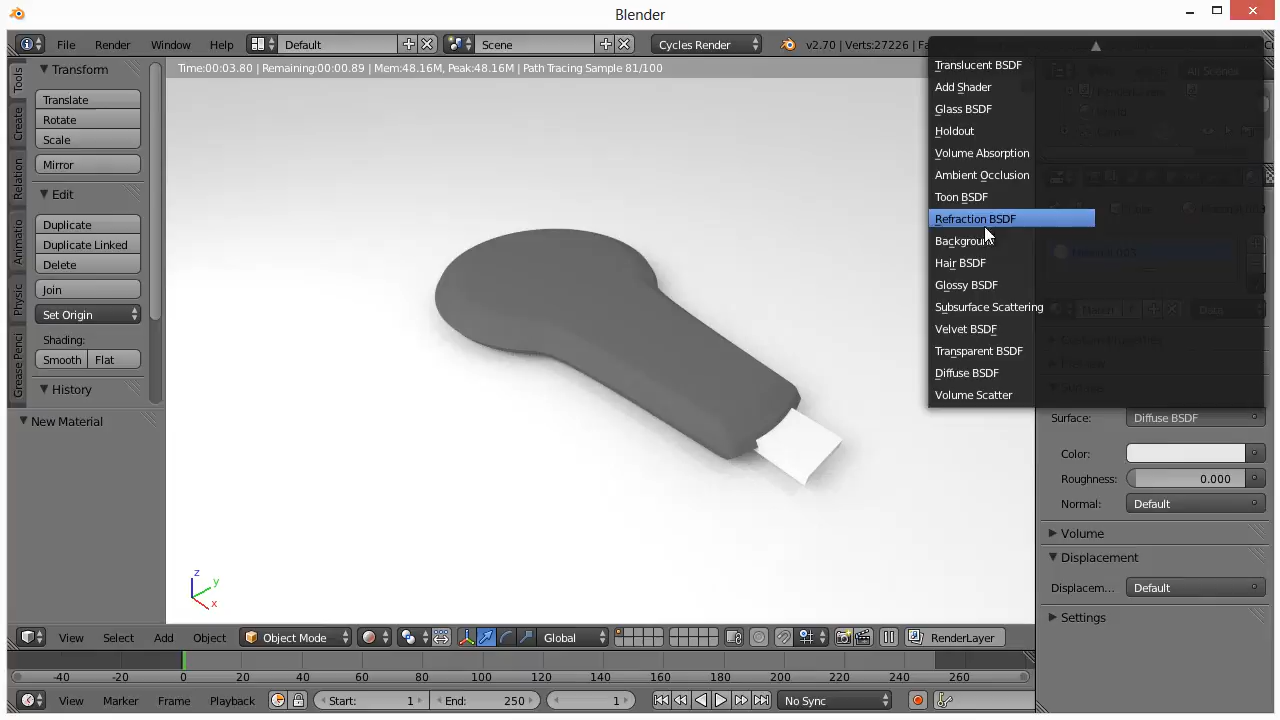 Blender
File Render Window Help Default Scene Cycles Render v2.70 | Verts:27226 | Fa
Time:00:03.80 | Remaining:00:00.89 | Mem:48.16M, Peak:48.16M | Path Tracing Sample 81/100
Tools
Create
Relation
Animatio
Physic
Grease Penci
Transform
Translate
Rotate
Scale
Mirror
Edit
Duplicate
Duplicate Linked
Delete
Join
Set Origin
Shading:
Smooth Flat
History
New Material
Translucent BSDF
Add Shader
Glass BSDF
Holdout
Volume Absorption
Ambient Occlusion
Toon BSDF
Refraction BSDF
Background
Hair BSDF
Glossy BSDF
Subsurface Scattering
Velvet BSDF
Transparent BSDF
Diffuse BSDF
Volume Scatter
All Scenes
Data
Surface: Diffuse BSDF
Color:
Roughness: 0.000
Normal: Default
Volume
Displacement
Displacem... Default
Settings
z
y
x
View Select Add Object Object Mode Global RenderLayer
-40 -20 0 20 40 60 80 100 120 140 160 180 200 220 240 260
View Marker Frame Playback Start: 1 End: 250 1 No Sync